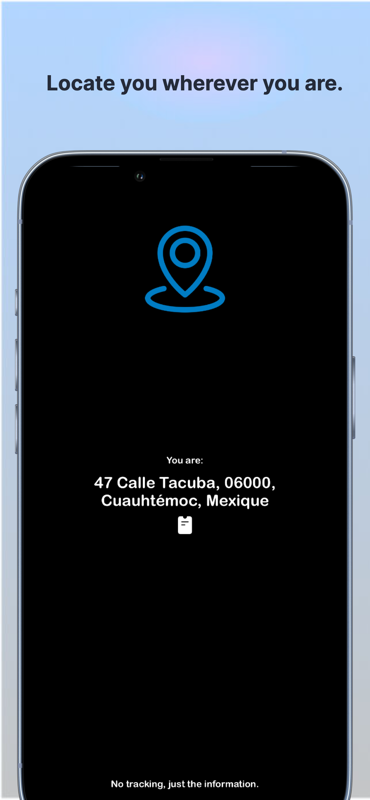 Locate you wherever you are.
You are:
47 Calle Tacuba, 06000,
Cuauhtémoc, Mexique
No tracking, just the information.